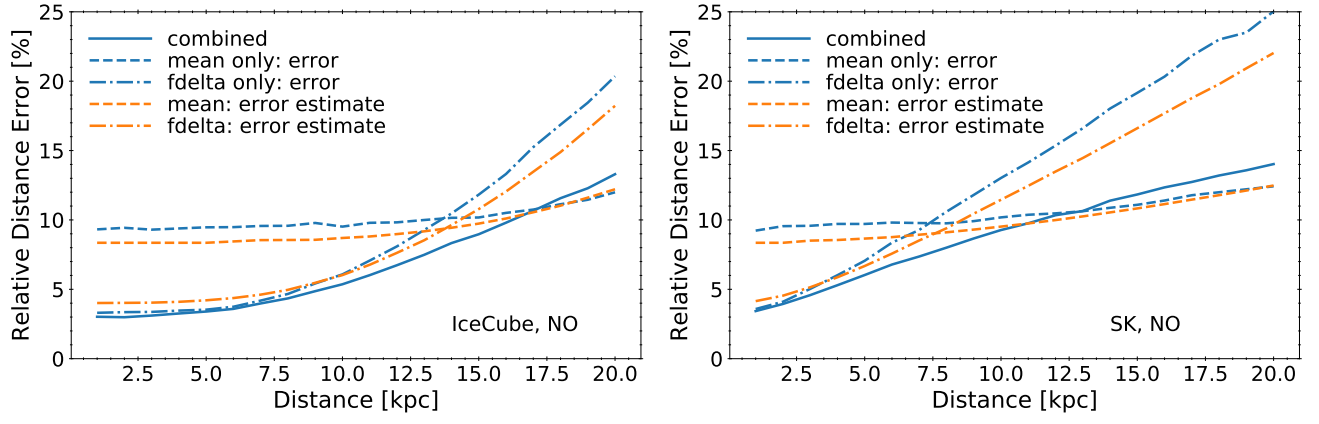 Relative Distance Error [%]
25
20
15
10
5
0
combined
mean only: error
fdelta only: error
mean: error estimate
fdelta: error estimate
IceCube, NO
2.5 5.0 7.5 10.0 12.5 15.0 17.5 20.0
Distance [kpc]
Relative Distance Error [%]
25
20
15
10
5
0
combined
mean only: error
fdelta only: error
mean: error estimate
fdelta: error estimate
SK, NO
2.5 5.0 7.5 10.0 12.5 15.0 17.5 20.0
Distance [kpc]